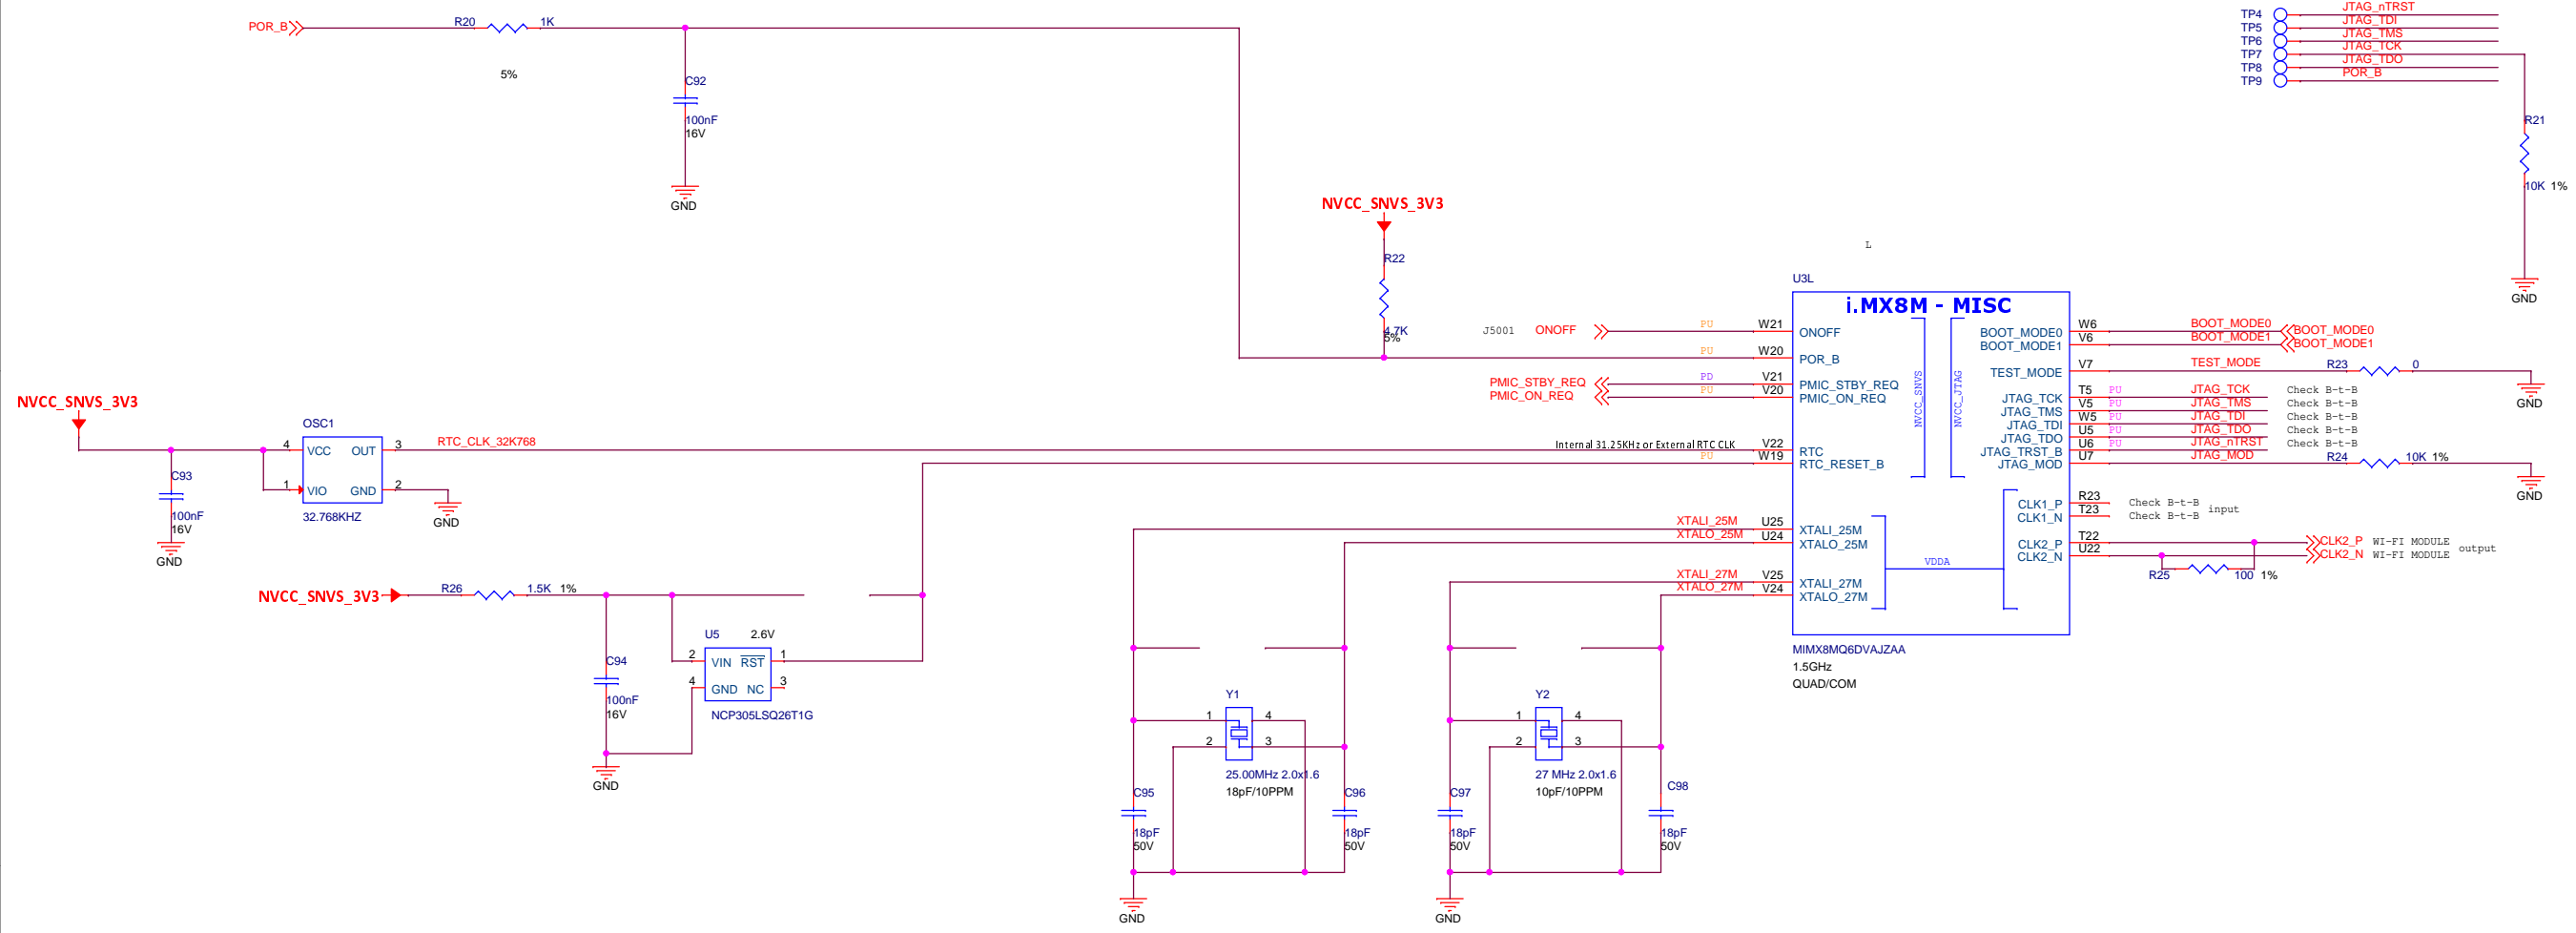 POR_B
R20
1K
5%
C92
100nF
16V
GND
TP4 JTAG_nTRST
TP5 JTAG_TDI
TP6 JTAG_TMS
TP7 JTAG_TCK
TP8 JTAG_TDO
TP9 POR_B
R21
10K 1%
GND
NVCC_SNVS_3V3
R22
4.7K
5%
L
U3L
i.MX8M - MISC
J5001 ONOFF PU W21 ONOFF
PU W20 POR_B
PMIC_STBY_REQ PD V21 PMIC_STBY_REQ
PMIC_ON_REQ PU V20 PMIC_ON_REQ
Internal 31.25KHz or External RTC CLK V22 RTC
PU W19 RTC_RESET_B
XTALI_25M U25 XTALI_25M
XTALO_25M U24 XTALO_25M
XTALI_27M V25 XTALI_27M
XTALO_27M V24 XTALO_27M
NVCC_SNVS
NVCC_JTAG
VDDA
BOOT_MODE0 W6 BOOT_MODE0 BOOT_MODE0
BOOT_MODE1 V6 BOOT_MODE1 BOOT_MODE1
TEST_MODE V7 TEST_MODE R23 0
GND
JTAG_TCK T5 PU JTAG_TCK Check B-t-B
JTAG_TMS V5 PU JTAG_TMS Check B-t-B
JTAG_TDI W5 PU JTAG_TDI Check B-t-B
JTAG_TDO U5 PU JTAG_TDO Check B-t-B
JTAG_TRST_B U6 PU JTAG_nTRST Check B-t-B
JTAG_MOD U7 JTAG_MOD R24 10K 1%
GND
CLK1_P R23 Check B-t-B
CLK1_N T23 Check B-t-B
input
CLK2_P T22 CLK2_P WI-FI MODULE
CLK2_N U22 CLK2_N WI-FI MODULE
output
R25 100 1%
MIMX8MQ6DVAJZAA
1.5GHz
QUAD/COM
NVCC_SNVS_3V3
C93
100nF
16V
GND
OSC1
4 VCC OUT 3
1 VIO GND 2
32.768KHZ
RTC_CLK_32K768
GND
NVCC_SNVS_3V3
R26 1.5K 1%
C94
100nF
16V
GND
U5 2.6V
2 VIN RST 1
4 GND NC 3
NCP305LSQ26T1G
Y1
1 4
2 3
25.00MHz 2.0x1.6
18pF/10PPM
C95
18pF
50V
C96
18pF
50V
GND
Y2
1 4
2 3
27 MHz 2.0x1.6
10pF/10PPM
C97
18pF
50V
C98
18pF
50V
GND